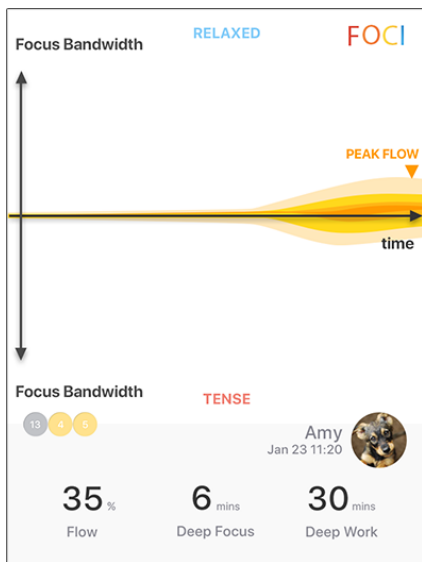 RELAXED
FOCI
Focus Bandwidth
PEAK FLOW
time
Focus Bandwidth
TENSE
13 4 5
Amy
Jan 23 11:20
35 % 6 mins 30 mins
Flow Deep Focus Deep Work